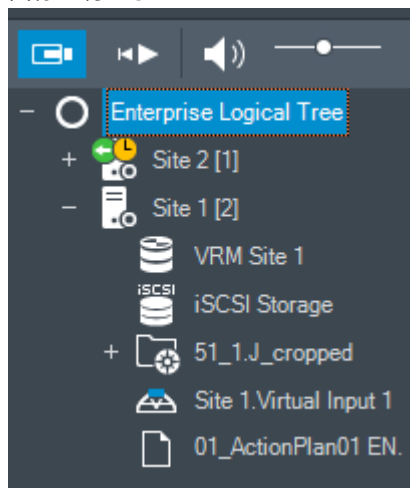 Enterprise Logical Tree
Site 2 [1]
Site 1 [2]
VRM Site 1
iSCSI
iSCSI Storage
51_1.J_cropped
Site 1.Virtual Input 1
01_ActionPlan01 EN.